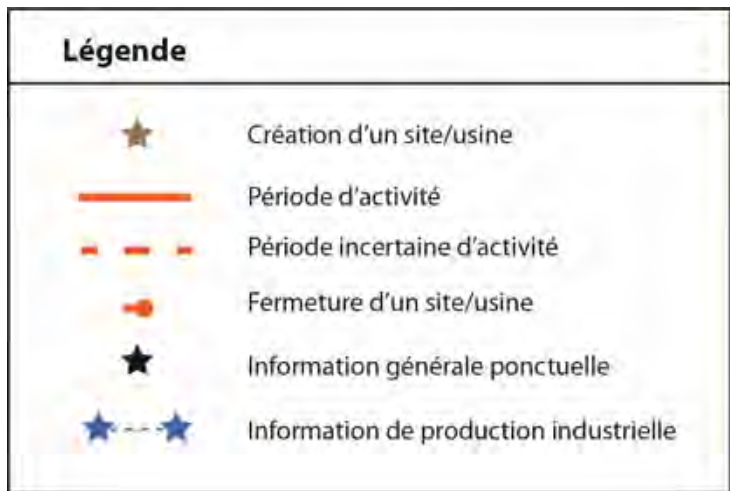 Légende
Création d'un site/usine
Période d'activité
Période incertaine d'activité
Fermeture d'un site/usine
Information générale ponctuelle
Information de production industrielle